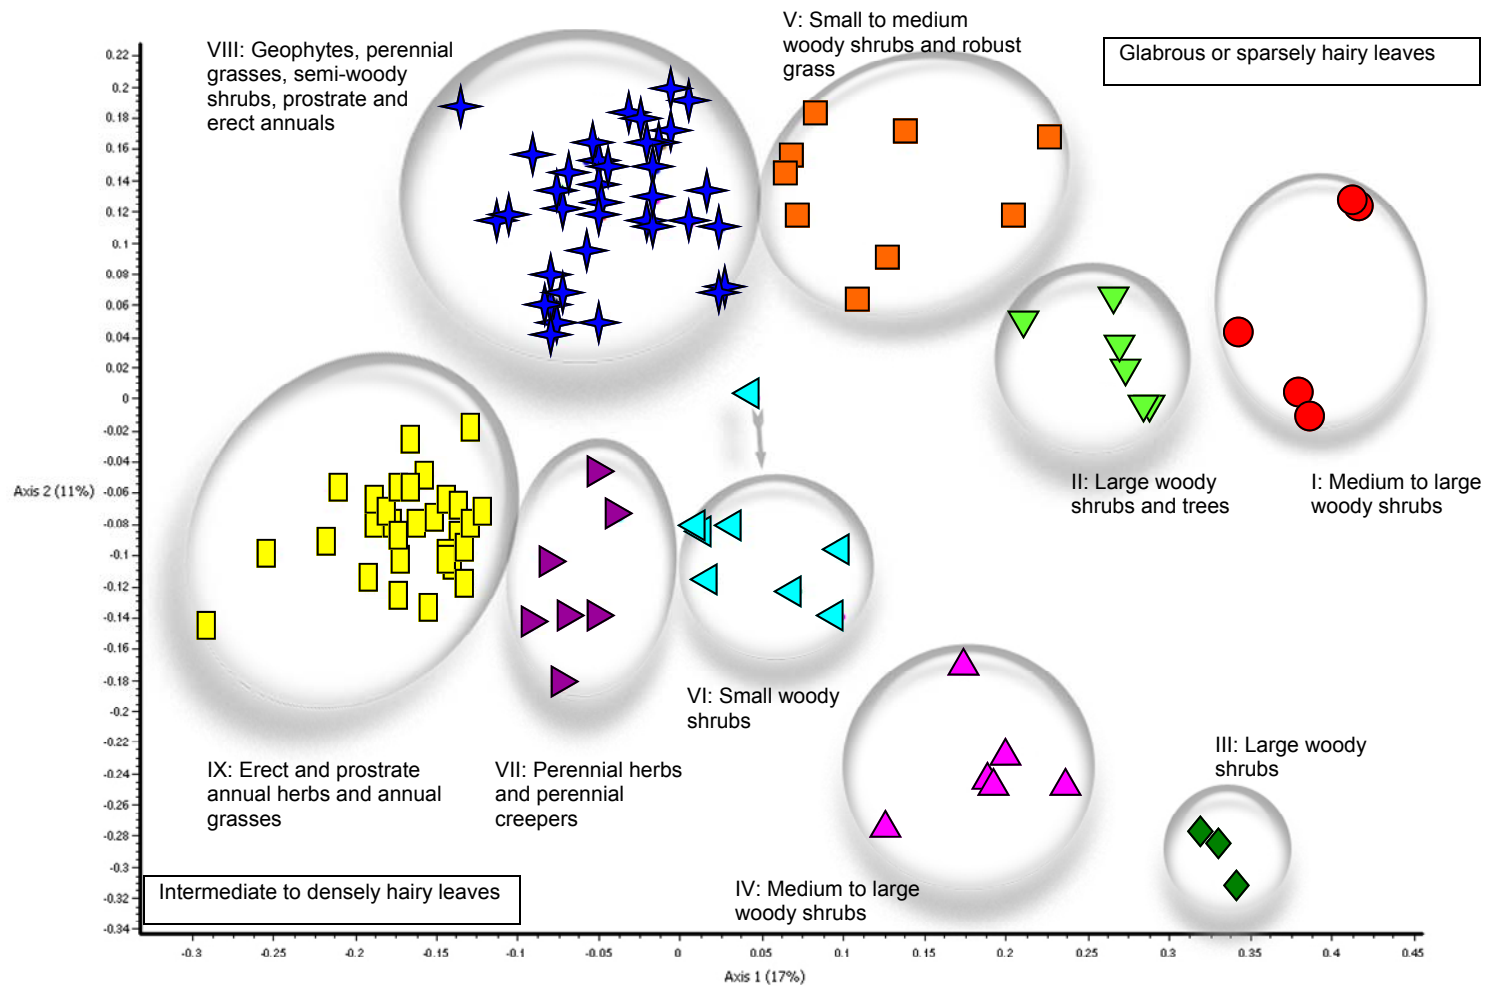 V: Small to medium
woody shrubs and robust
grass
VIII: Geophytes, perennial
grasses, semi-woody
shrubs, prostrate and
erect annuals
Glabrous or sparsely hairy leaves
0.22
0.2
0.18
0.16
0.14
0.12
0.1
0.08
0.06
0.04
0.02
0
-0.02
-0.04
-0.06
-0.08
-0.1
-0.12
-0.14
-0.16
-0.18
-0.2
-0.22
-0.24
-0.26
-0.28
-0.3
-0.32
-0.34
Axis 2 (11%)
II: Large woody
shrubs and trees
I: Medium to large
woody shrubs
VI: Small woody
shrubs
III: Large woody
shrubs
IX: Erect and prostrate
annual herbs and annual
grasses
VII: Perennial herbs
and perennial
creepers
IV: Medium to large
woody shrubs
Intermediate to densely hairy leaves
-0.3 -0.25 -0.2 -0.15 -0.1 -0.05 0 0.05 0.1 0.15 0.2 0.25 0.3 0.35 0.4 0.45
Axis 1 (17%)